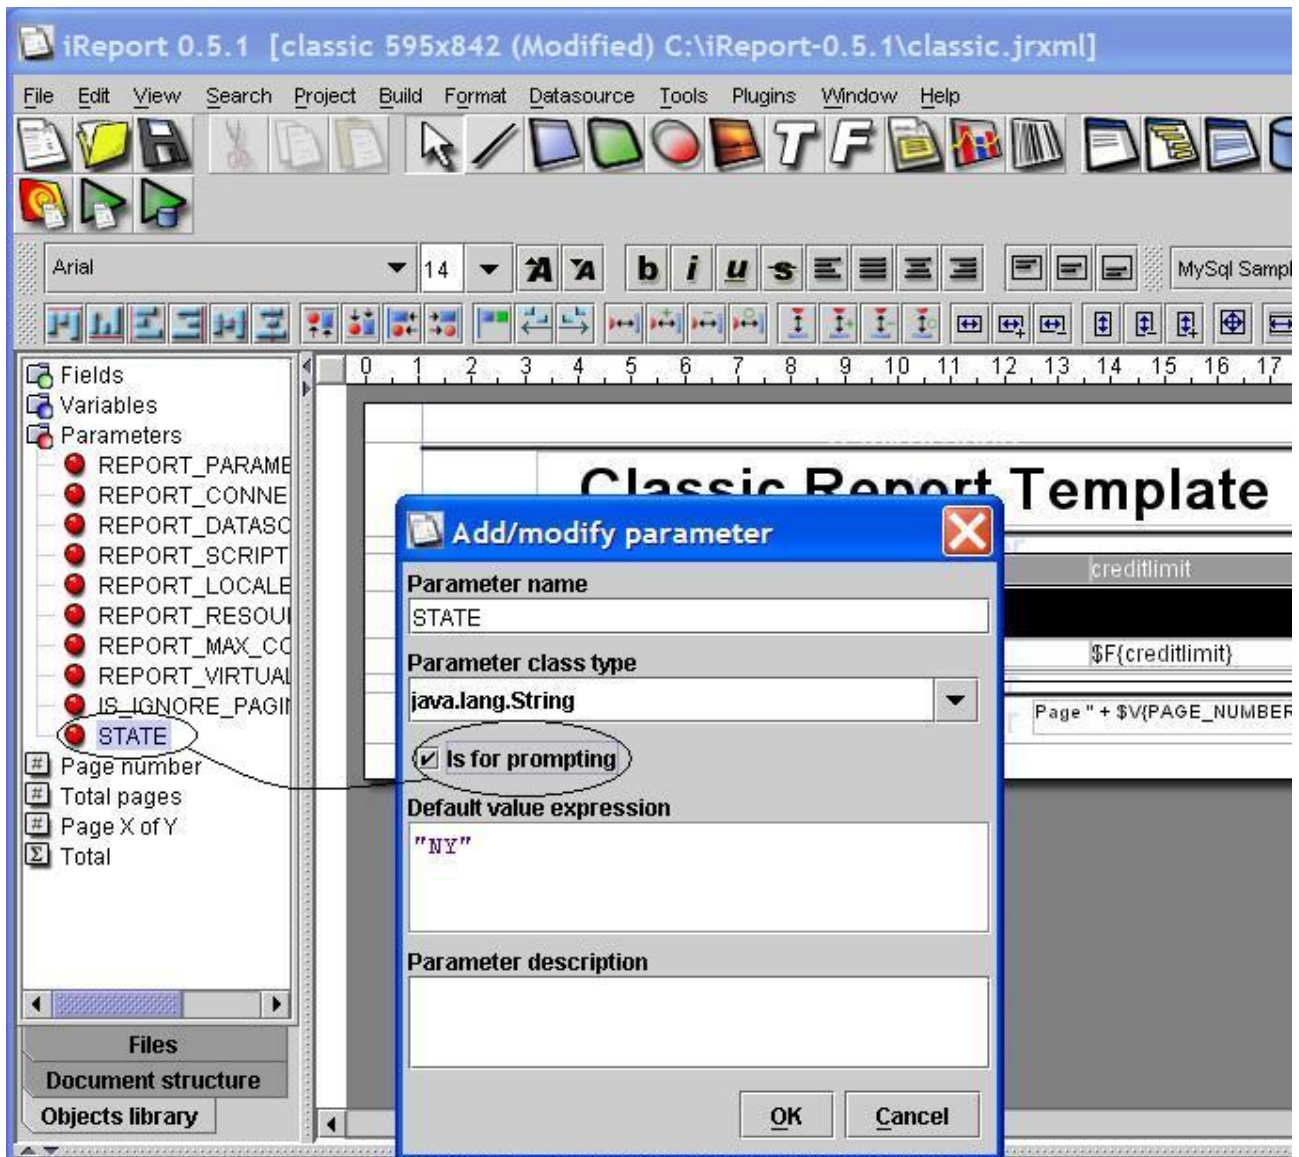 iReport 0.5.1 [classic 595x842 (Modified) C:\iReport-0.5.1\classic.jrxml]
File Edit View Search Project Build Format Datasource Tools Plugins Window Help
Arial 14 b i u s MySql Sampl
Fields
Variables
Parameters
REPORT_PARAME
REPORT_CONNE
REPORT_DATASC
REPORT_SCRIPT
REPORT_LOCALE
REPORT_RESOUI
REPORT_MAX_CC
REPORT_VIRTUAL
IS_IGNORE_PAGII
STATE
Page number
Total pages
Page X of Y
Total
Files
Document structure
Objects library
0 1 2 3 4 5 6 7 8 9 10 11 12 13 14 15 16 17
Classic Report Template
creditlimit
$F{creditlimit}
Page " + $V{PAGE_NUMBER
Add/modify parameter
Parameter name
STATE
Parameter class type
java.lang.String
Is for prompting
Default value expression
"NY"
Parameter description
OK Cancel